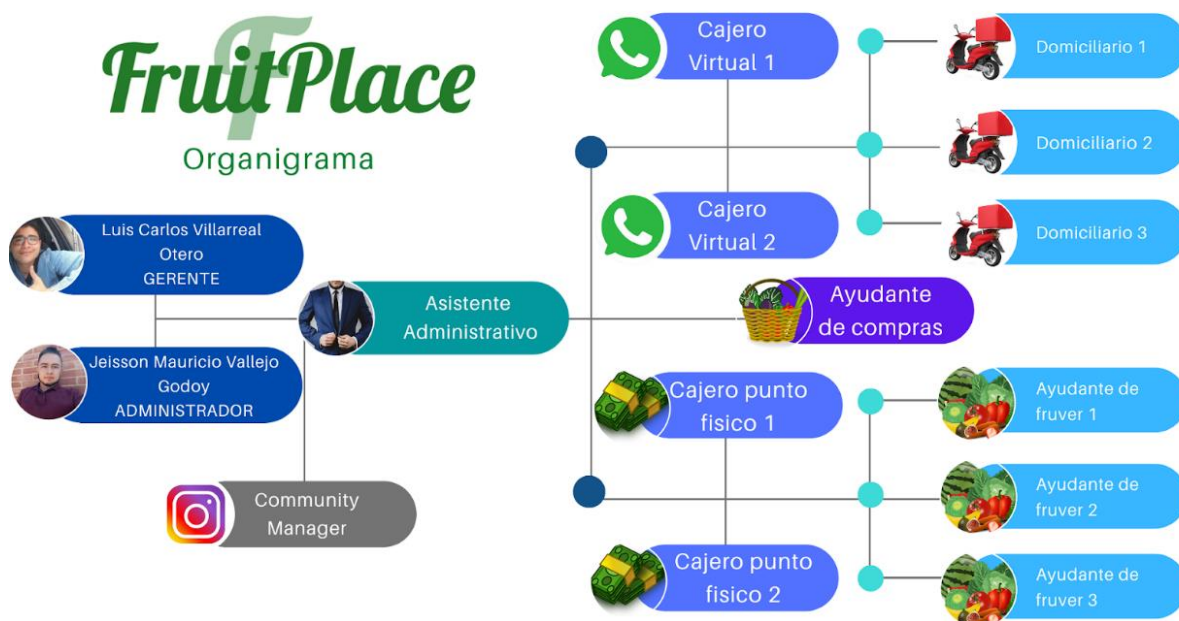 FruitPlace
Organigrama
Luis Carlos Villarreal
Otero
GERENTE
Jeisson Mauricio Vallejo
Godoy
ADMINISTRADOR
Asistente
Administrativo
Community
Manager
Cajero
Virtual 1
Cajero
Virtual 2
Domiciliario 1
Domiciliario 2
Domiciliario 3
Ayudante
de compras
Cajero punto
fisico 1
Cajero punto
fisico 2
Ayudante de
fruver 1
Ayudante de
fruver 2
Ayudante de
fruver 3